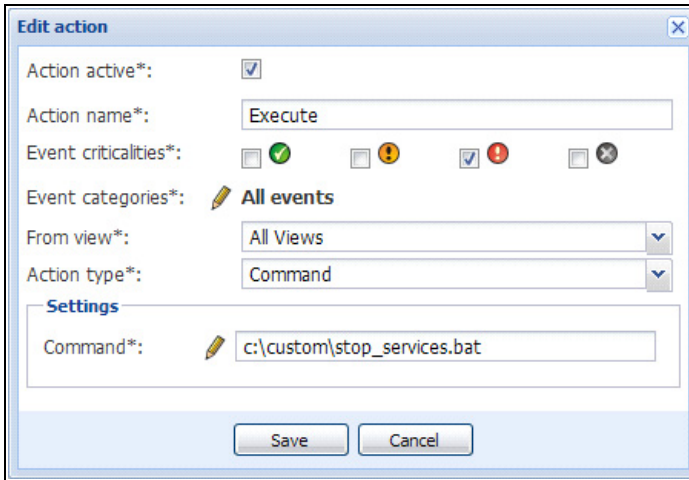 Edit action
Action active*:
Action name*: Execute
Event criticalities*:
Event categories*: All events
From view*: All Views
Action type*: Command
Settings
Command*: c:\custom\stop_services.bat
Save Cancel